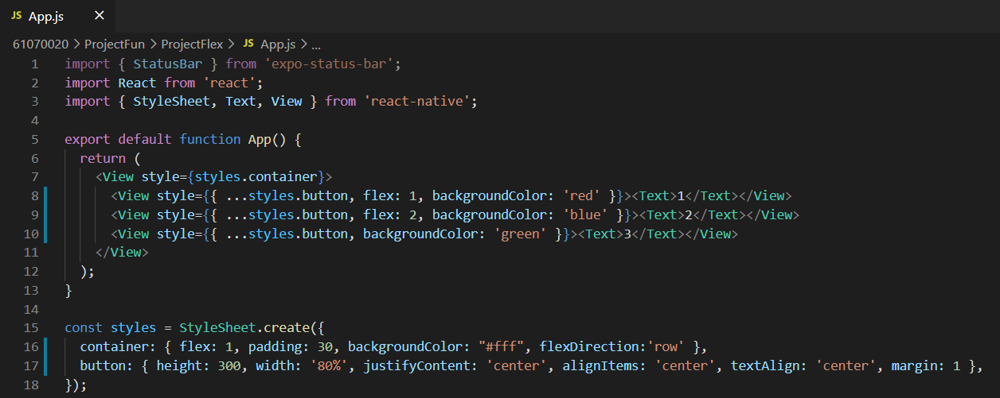 JS App.js ×
61070020 > ProjectFun > ProjectFlex > JS App.js > ...
1 import { StatusBar } from 'expo-status-bar';
2 import React from 'react';
3 import { StyleSheet, Text, View } from 'react-native';
4
5 export default function App() {
6   return (
7     <View style={styles.container}>
8       <View style={{ ...styles.button, flex: 1, backgroundColor: 'red' }}><Text>1</Text></View>
9       <View style={{ ...styles.button, flex: 2, backgroundColor: 'blue' }}><Text>2</Text></View>
10       <View style={{ ...styles.button, backgroundColor: 'green' }}><Text>3</Text></View>
11     </View>
12   );
13 }
14
15 const styles = StyleSheet.create({
16   container: { flex: 1, padding: 30, backgroundColor: "#fff", flexDirection:'row' },
17   button: { height: 300, width: '80%', justifyContent: 'center', alignItems: 'center', textAlign: 'center', margin: 1 },
18 });